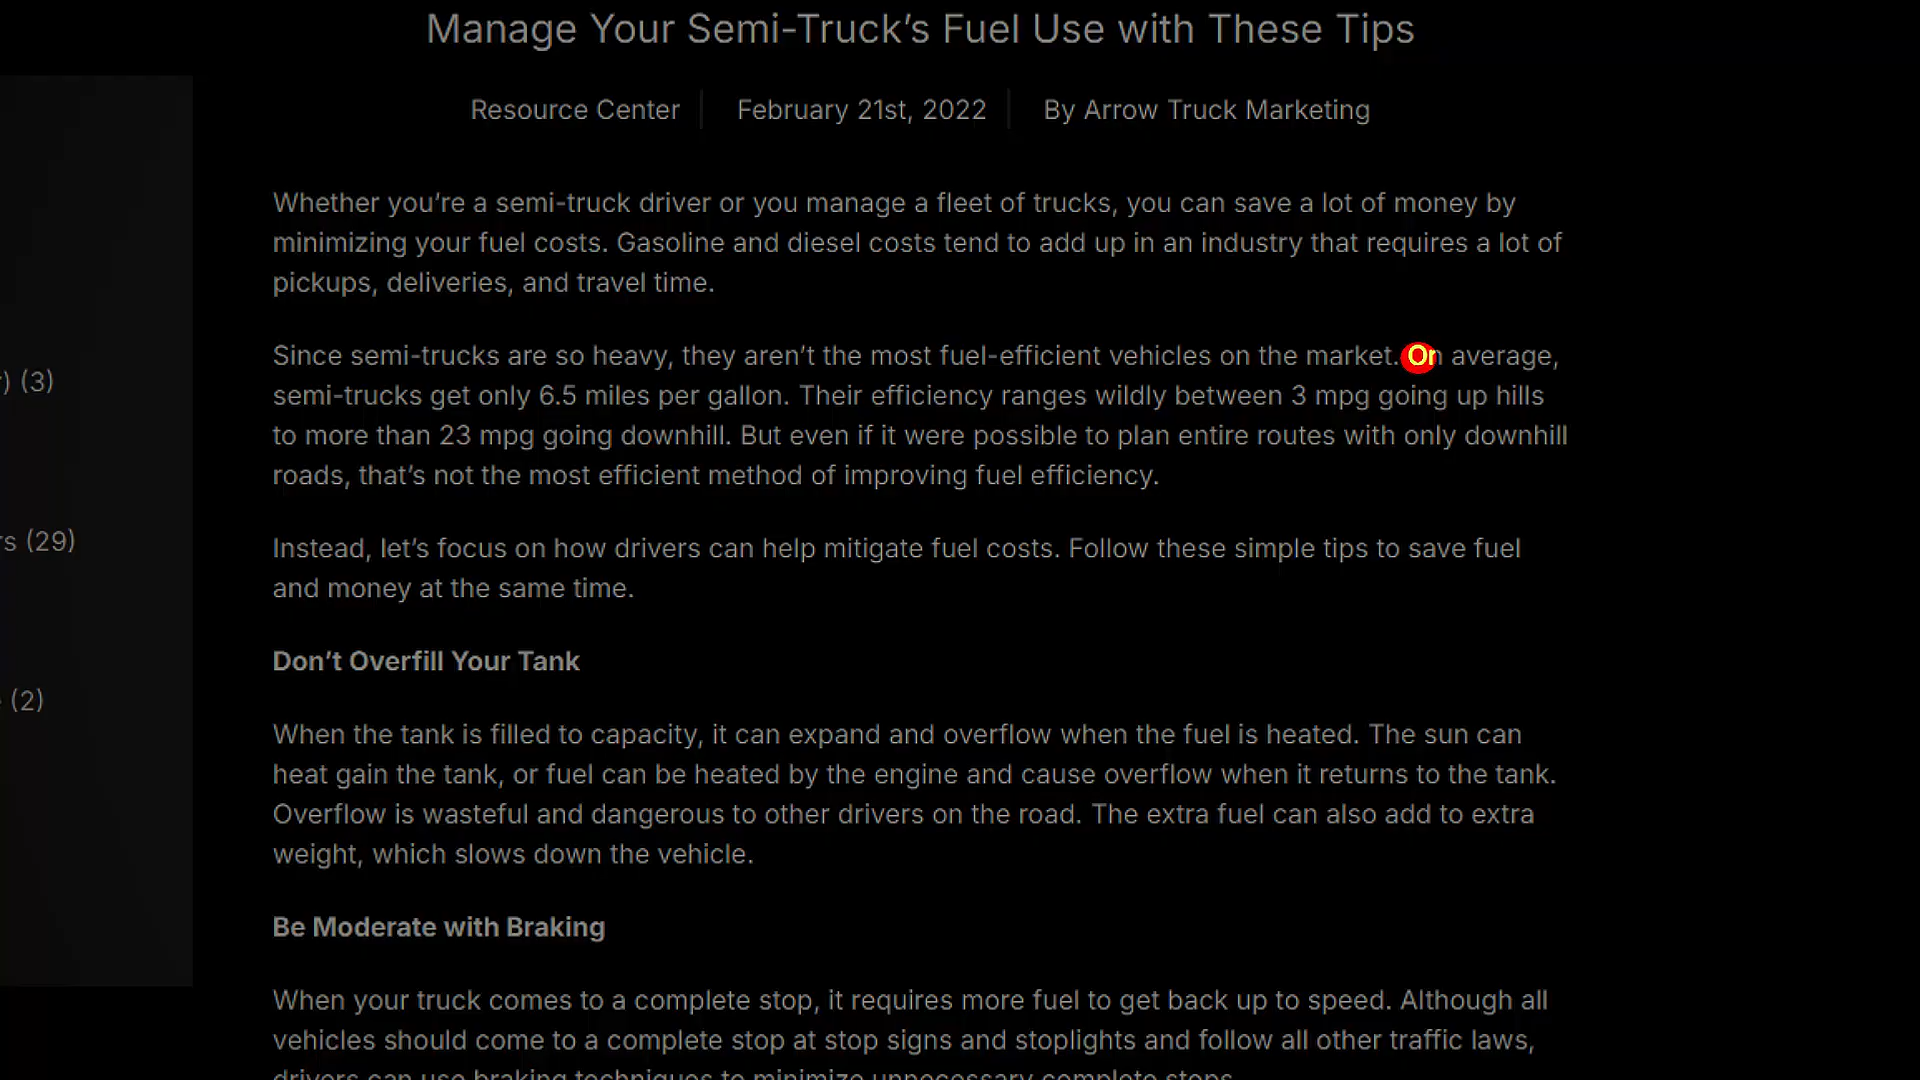 Manage Your Semi-Truck’s Fuel Use with These Tips
Resource Center
February 21st, 2022
By Arrow Truck Marketing
Whether you’re a semi-truck driver or you manage a fleet of trucks, you can save a lot of money by
minimizing your fuel costs. Gasoline and diesel costs tend to add up in an industry that requires a lot of
pickups, deliveries, and travel time.
Since semi-trucks are so heavy, they aren’t the most fuel-efficient vehicles on the market. On average,
semi-trucks get only 6.5 miles per gallon. Their efficiency ranges wildly between 3 mpg going up hills
to more than 23 mpg going downhill. But even if it were possible to plan entire routes with only downhill
roads, that’s not the most efficient method of improving fuel efficiency.
) (3)
rs (29)
(2)
Instead, let’s focus on how drivers can help mitigate fuel costs. Follow these simple tips to save fuel
and money at the same time.
Don’t Overfill Your Tank
When the tank is filled to capacity, it can expand and overflow when the fuel is heated. The sun can
heat gain the tank, or fuel can be heated by the engine and cause overflow when it returns to the tank.
Overflow is wasteful and dangerous to other drivers on the road. The extra fuel can also add to extra
weight, which slows down the vehicle.
Be Moderate with Braking
When your truck comes to a complete stop, it requires more fuel to get back up to speed. Although all
vehicles should come to a complete stop at stop signs and stoplights and follow all other traffic laws,
drivers can use braking techniques to minimize unnecessary complete stops.